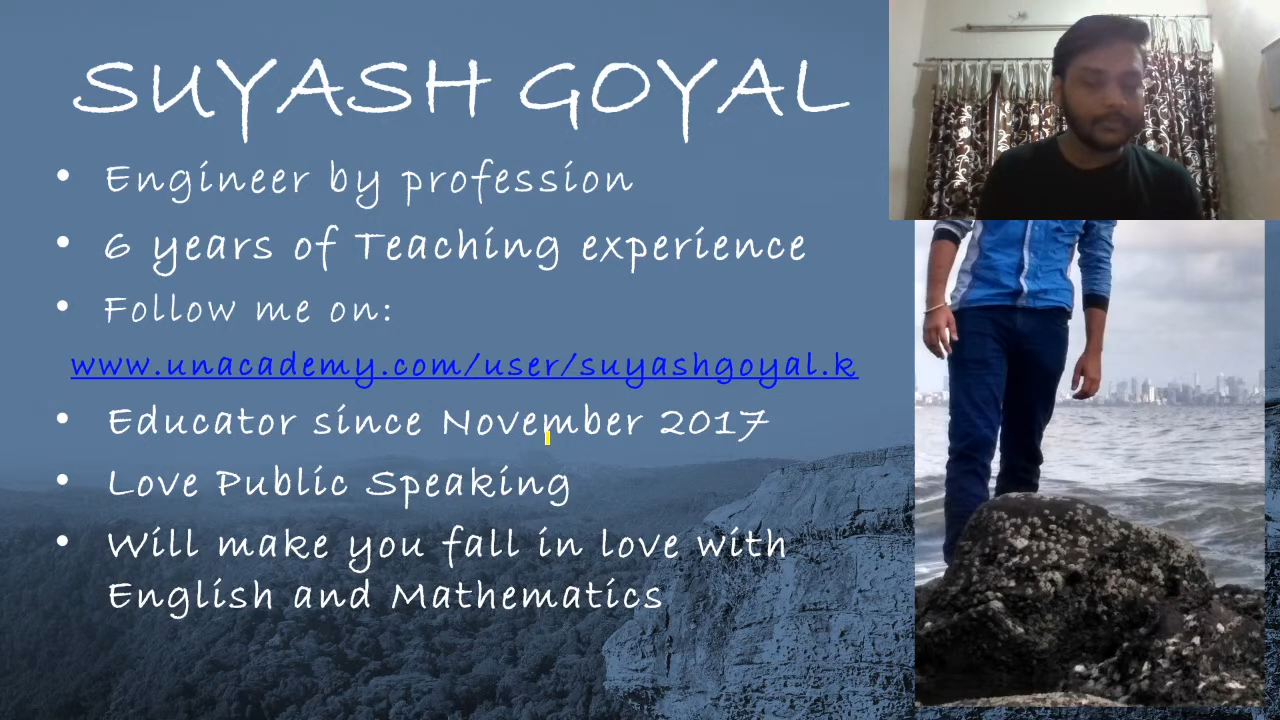 SUYASH GOYAL
• Engineer by profession
• 6 years of Teaching experience
• Follow me on:
www.unacademy.com/user/suyashgoyal.k
• Educator since November 2017
• Love Public Speaking
• Will make you fall in love with
English and Mathematics